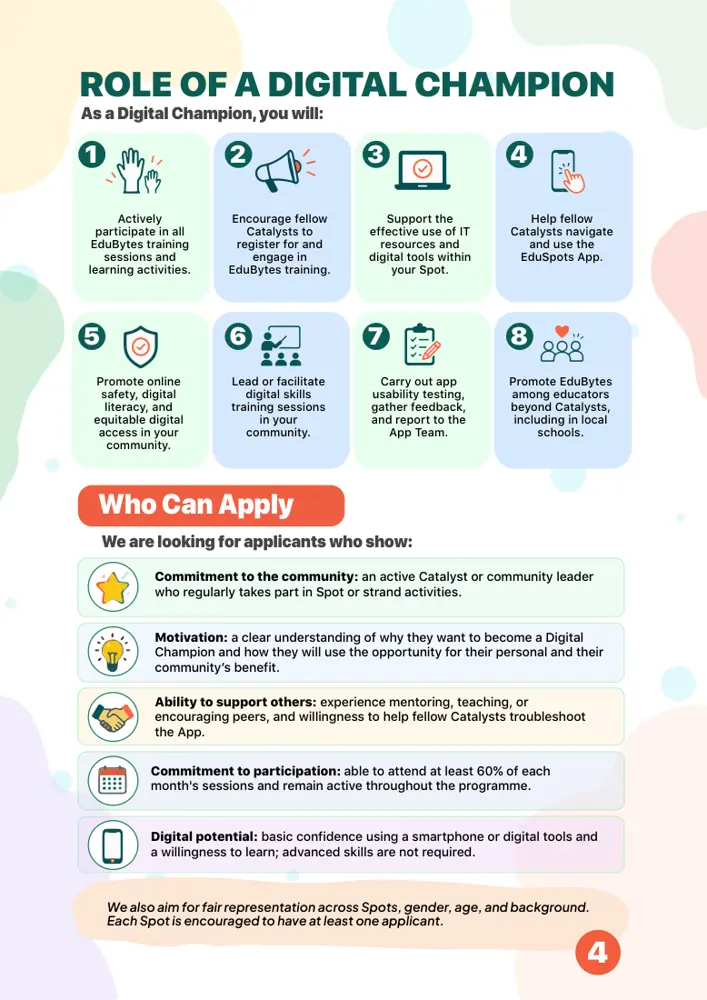 ROLE OF A DIGITAL CHAMPION
As a Digital Champion, you will:
1
Actively
participate in all
EduBytes training
sessions and
learning activities.
2
Encourage fellow
Catalysts to
register for and
engage in
EduBytes training.
3
Support the
effective use of IT
resources and
digital tools within
your Spot.
4
Help fellow
Catalysts navigate
and use the
EduSpots App.
5
Promote online
safety, digital
literacy, and
equitable digital
access in your
community.
6
Lead or facilitate
digital skills
training sessions
in your
community.
7
Carry out app
usability testing,
gather feedback,
and report to the
App Team.
8
Promote EduBytes
among educators
beyond Catalysts,
including in local
schools.
Who Can Apply
We are looking for applicants who show:
Commitment to the community: an active Catalyst or community leader
who regularly takes part in Spot or strand activities.
Motivation: a clear understanding of why they want to become a Digital
Champion and how they will use the opportunity for their personal and their
community’s benefit.
Ability to support others: experience mentoring, teaching, or
encouraging peers, and willingness to help fellow Catalysts troubleshoot
the App.
Commitment to participation: able to attend at least 60% of each
month's sessions and remain active throughout the programme.
Digital potential: basic confidence using a smartphone or digital tools and
a willingness to learn; advanced skills are not required.
We also aim for fair representation across Spots, gender, age, and background.
Each Spot is encouraged to have at least one applicant.
4